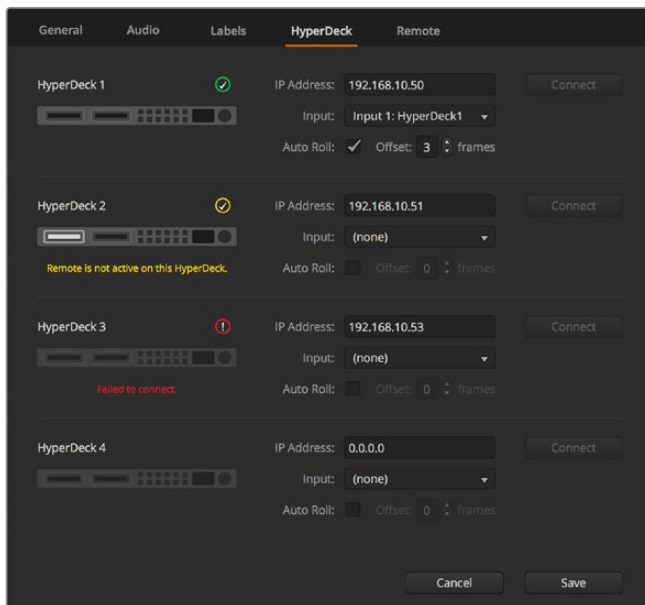 General Audio Labels HyperDeck Remote
HyperDeck 1 IP Address: 192.168.10.50 Connect
Input: Input 1: HyperDeck1
Auto Roll: Offset: 3 frames
HyperDeck 2 IP Address: 192.168.10.51 Connect
Input: (none)
Remote is not active on this HyperDeck. Auto Roll: Offset: 0 frames
HyperDeck 3 IP Address: 192.168.10.53 Connect
Input: (none)
Failed to connect. Auto Roll: Offset: 0 frames
HyperDeck 4 IP Address: 0.0.0.0 Connect
Input: (none)
Auto Roll: Offset: 0 frames
Cancel Save